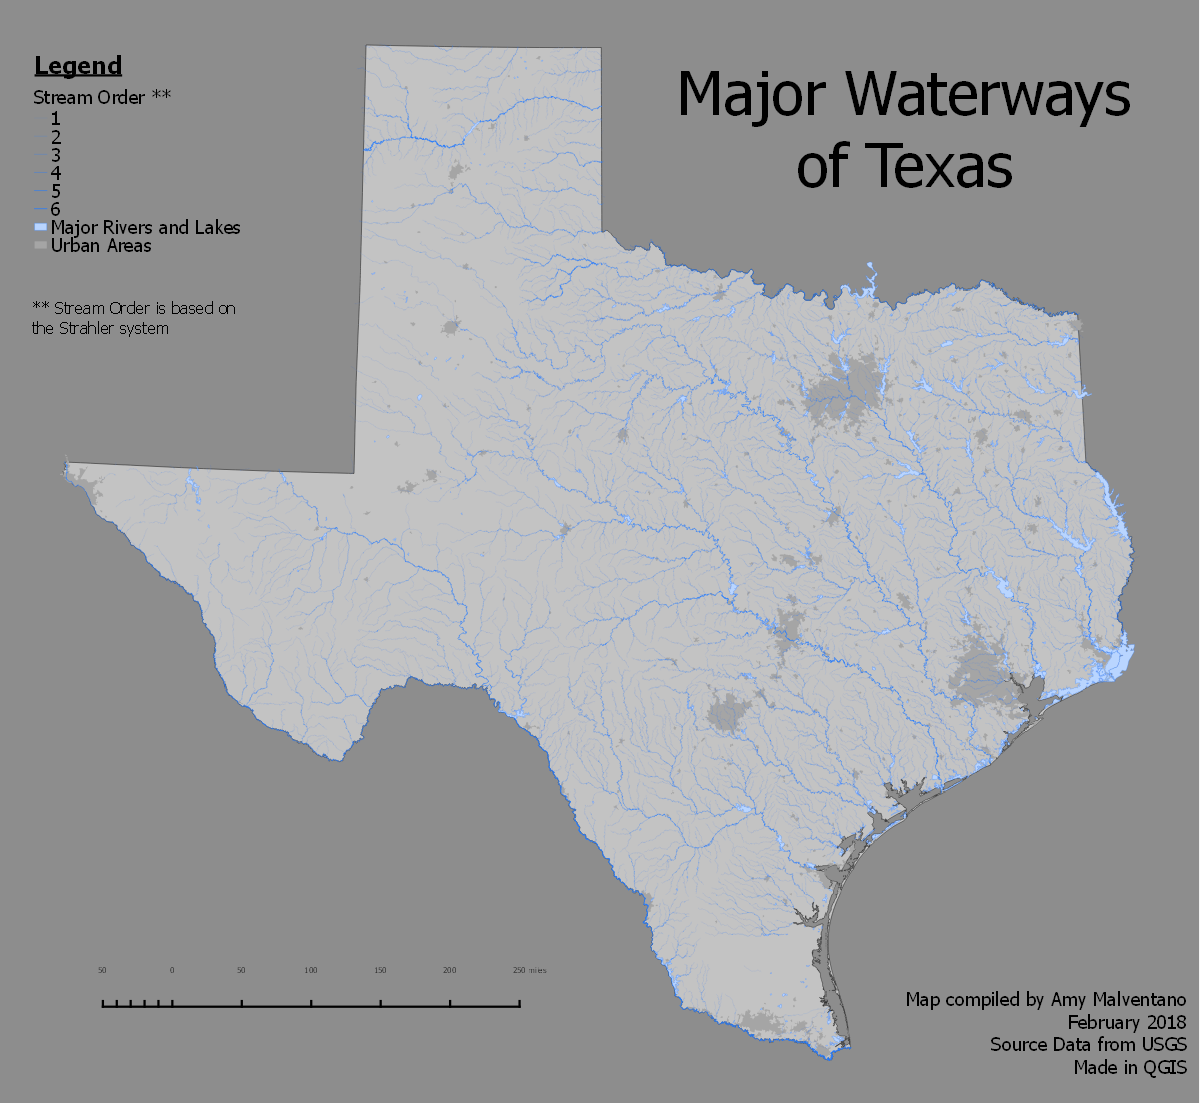 Legend
Stream Order **
1
2
3
4
5
6
Major Rivers and Lakes
Urban Areas
** Stream Order is based on
the Strahler system
Major Waterways
of Texas
50 0 50 100 150 200 250 miles
Map compiled by Amy Malventano
February 2018
Source Data from USGS
Made in QGIS